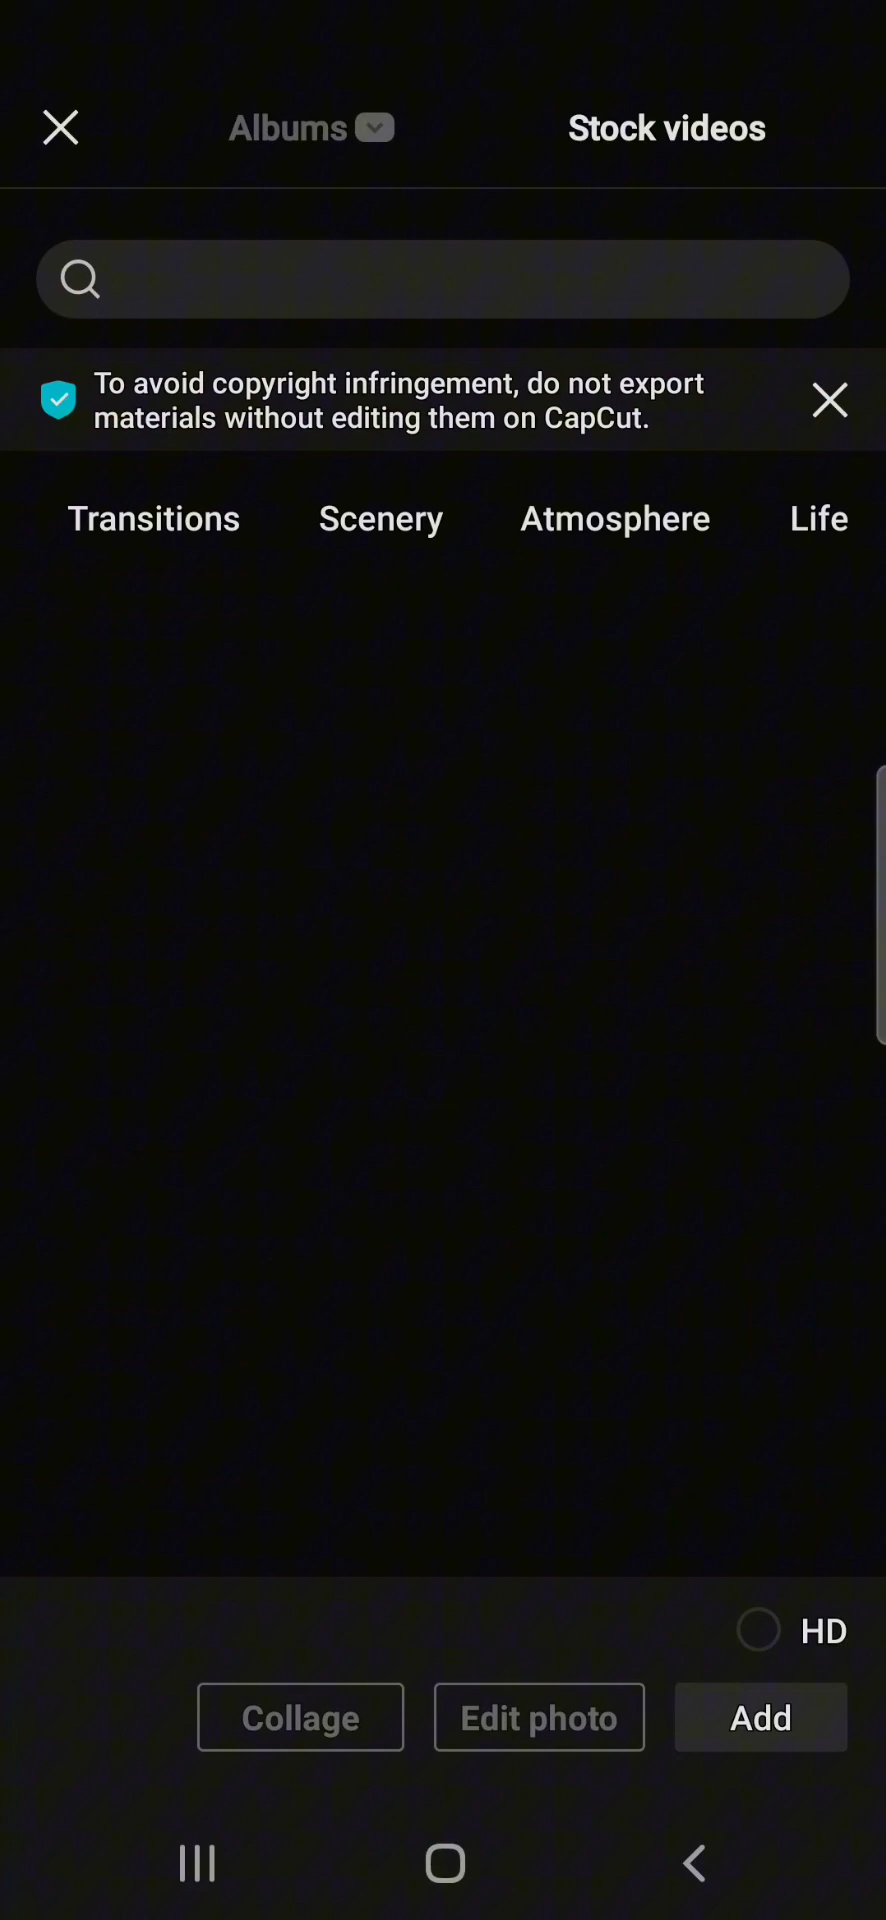 Albums
Stock videos
To avoid copyright infringement, do not export
materials without editing them on CapCut.
Transitions
Scenery
Atmosphere
Life
HD
Collage
Edit photo
Add